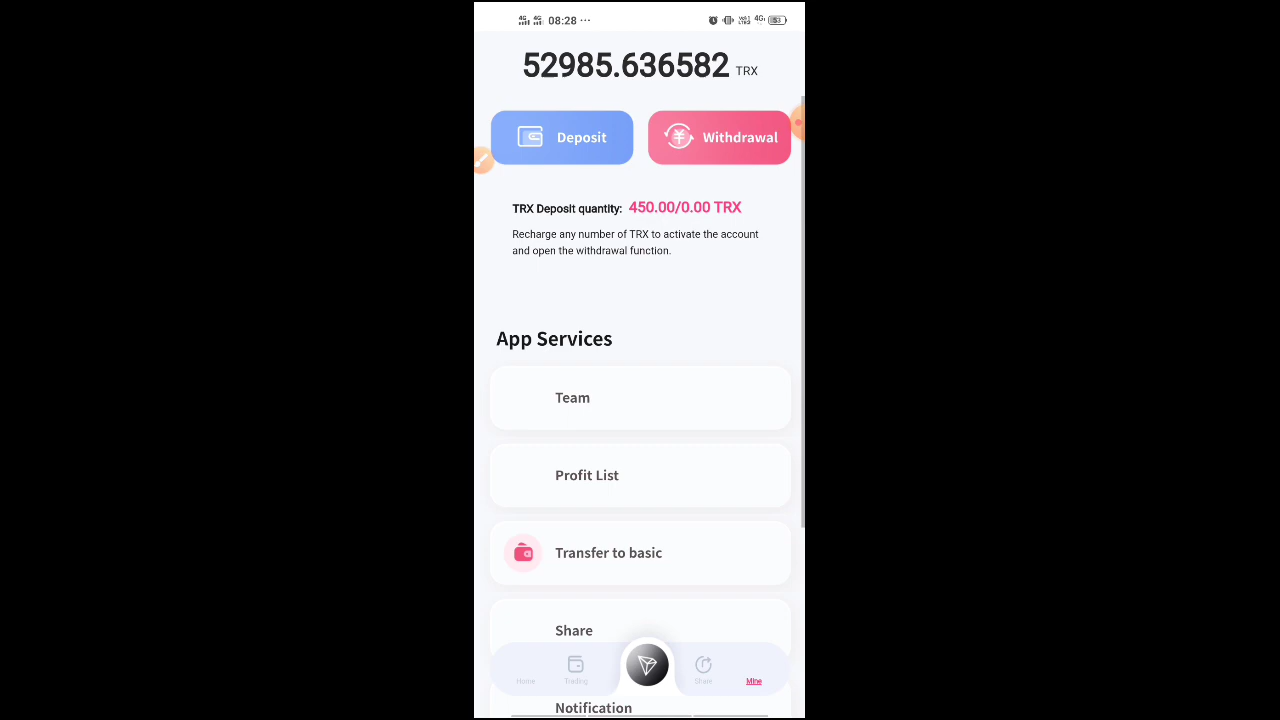 08:28 ...
4G 53
52985.636582 TRX
Deposit
Withdrawal
TRX Deposit quantity: 450.00/0.00 TRX
Recharge any number of TRX to activate the account
and open the withdrawal function.
App Services
Team
Profit List
Transfer to basic
Share
Home
Trading
Share
Mine
Notification